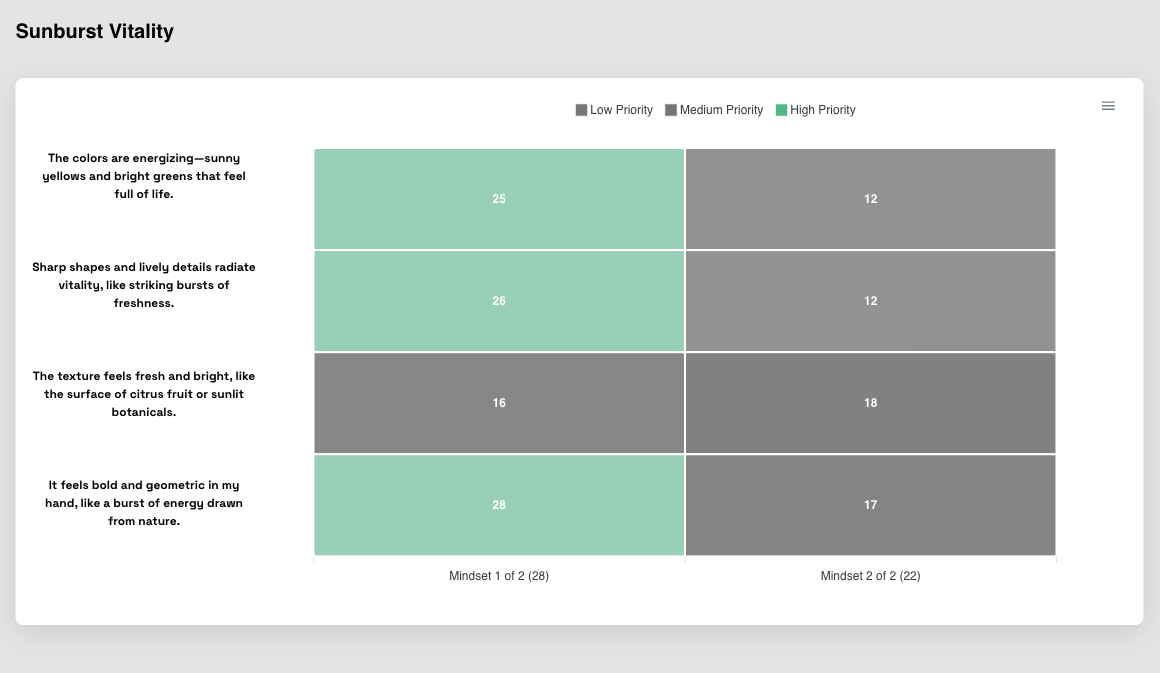 Sunburst Vitality
Low Priority Medium Priority High Priority
The colors are energizing—sunny
yellows and bright greens that feel
full of life.
25 12
Sharp shapes and lively details radiate
vitality, like striking bursts of
freshness.
26 12
The texture feels fresh and bright, like
the surface of citrus fruit or sunlit
botanicals.
16 18
It feels bold and geometric in my
hand, like a burst of energy drawn
from nature.
28 17
Mindset 1 of 2 (28) Mindset 2 of 2 (22)